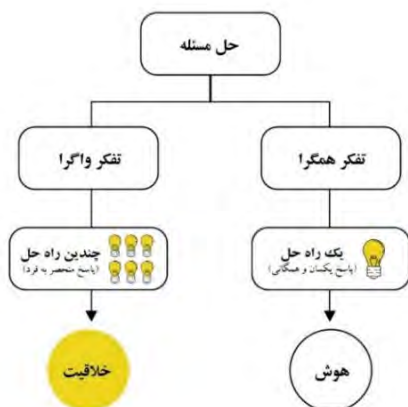 حل مسئله
تفکر همگرا
تفکر واگرا
یک راه حل
(پاسخ یکسان و همگانی)
چندین راه حل
(پاسخ منحصر به فرد)
هوش
خلاقیت